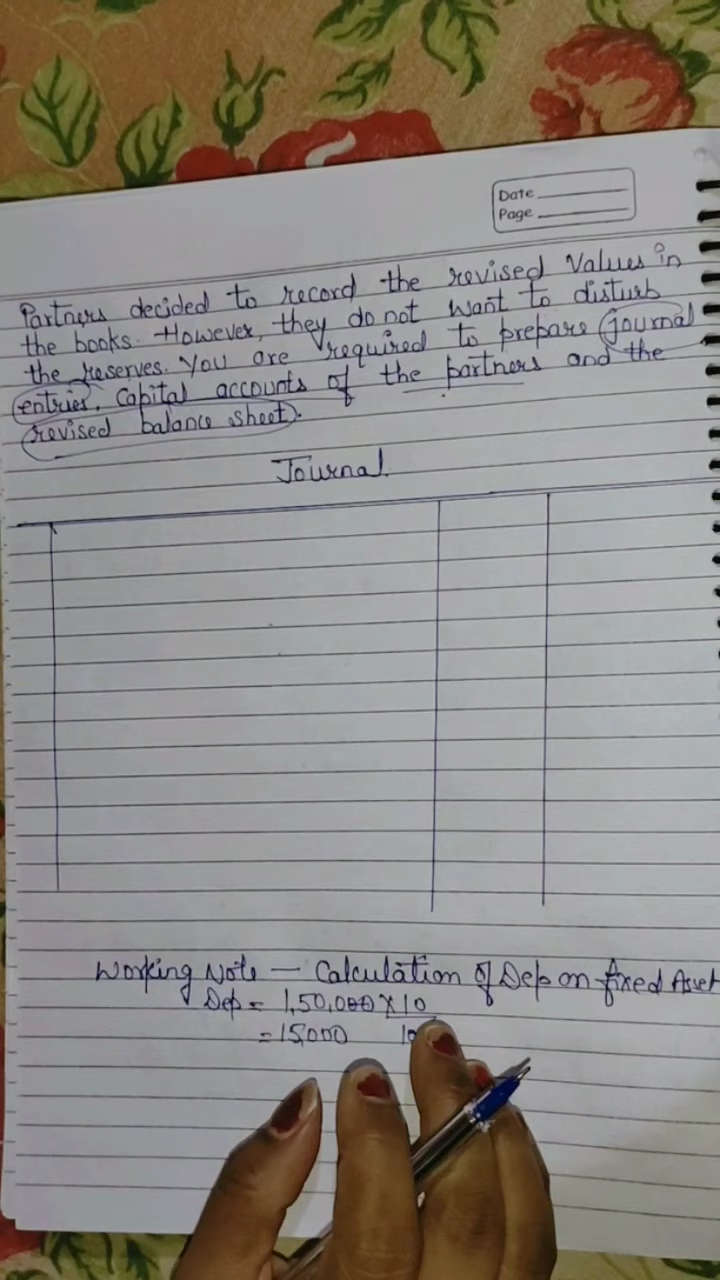 Date
Page
Partners decided to record the revised values in
the books. However, they do not want to disturb
the reserves. You are required to prepare journal
entries, Capital accounts of the partners and the
revised balance sheet.
Journal
Working Note — Calculation of Dep on fixed Asset
Dep = 1,50,000 × 10
= 15,000